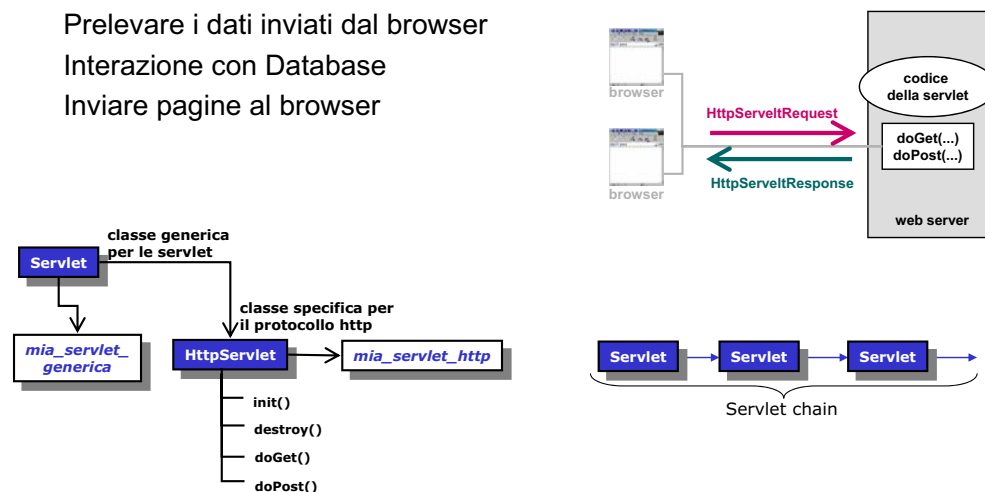 Prelevare i dati inviati dal browser
Interazione con Database
Inviare pagine al browser
browser
browser
HttpServeltRequest
HttpServeltResponse
codice
della servlet
doGet(...)
doPost(...)
web server
classe generica
per le servlet
Servlet
mia_servlet_
generica
classe specifica per
il protocollo http
HttpServlet
mia_servlet_http
init()
destroy()
doGet()
doPost()
Servlet
Servlet
Servlet
Servlet chain